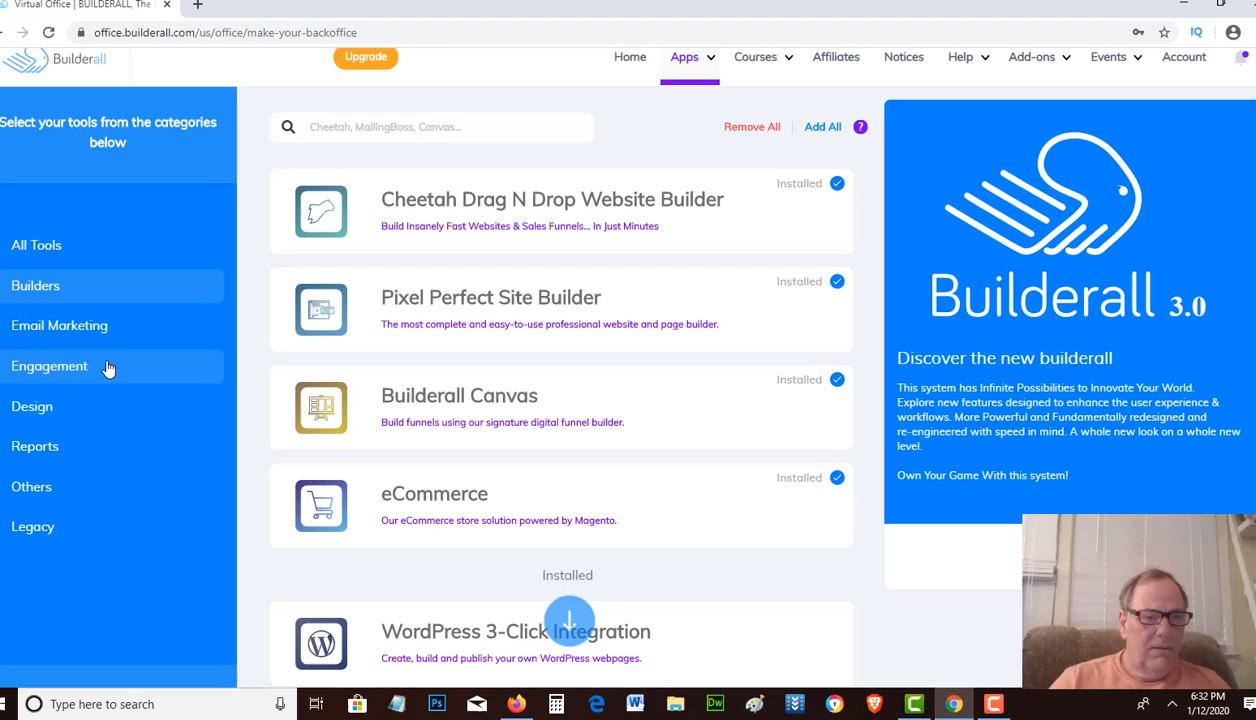 Virtual Office | BUILDERALL, The
office.builderall.com/us/office/make-your-backoffice
Builderall
Upgrade
Home
Apps
Courses
Affiliates
Notices
Help
Add-ons
Events
Account
Select your tools from the categories
below
All Tools
Builders
Email Marketing
Engagement
Design
Reports
Others
Legacy
Cheetah, MailingBoss, Canvas...
Remove All
Add All
?
Cheetah Drag N Drop Website Builder
Installed
Build Insanely Fast Websites & Sales Funnels... In Just Minutes
Pixel Perfect Site Builder
Installed
The most complete and easy-to-use professional website and page builder.
Builderall Canvas
Installed
Build funnels using our signature digital funnel builder.
eCommerce
Installed
Our eCommerce store solution powered by Magento.
Installed
WordPress 3-Click Integration
Create, build and publish your own WordPress webpages.
Builderall 3.0
Discover the new builderall
This system has Infinite Possibilities to Innovate Your World.
Explore new features designed to enhance the user experience &
workflows. More Powerful and Fundamentally redesigned and
re-engineered with speed in mind. A whole new look on a whole new
level.
Own Your Game With this system!
Type here to search
6:32 PM
1/12/2020